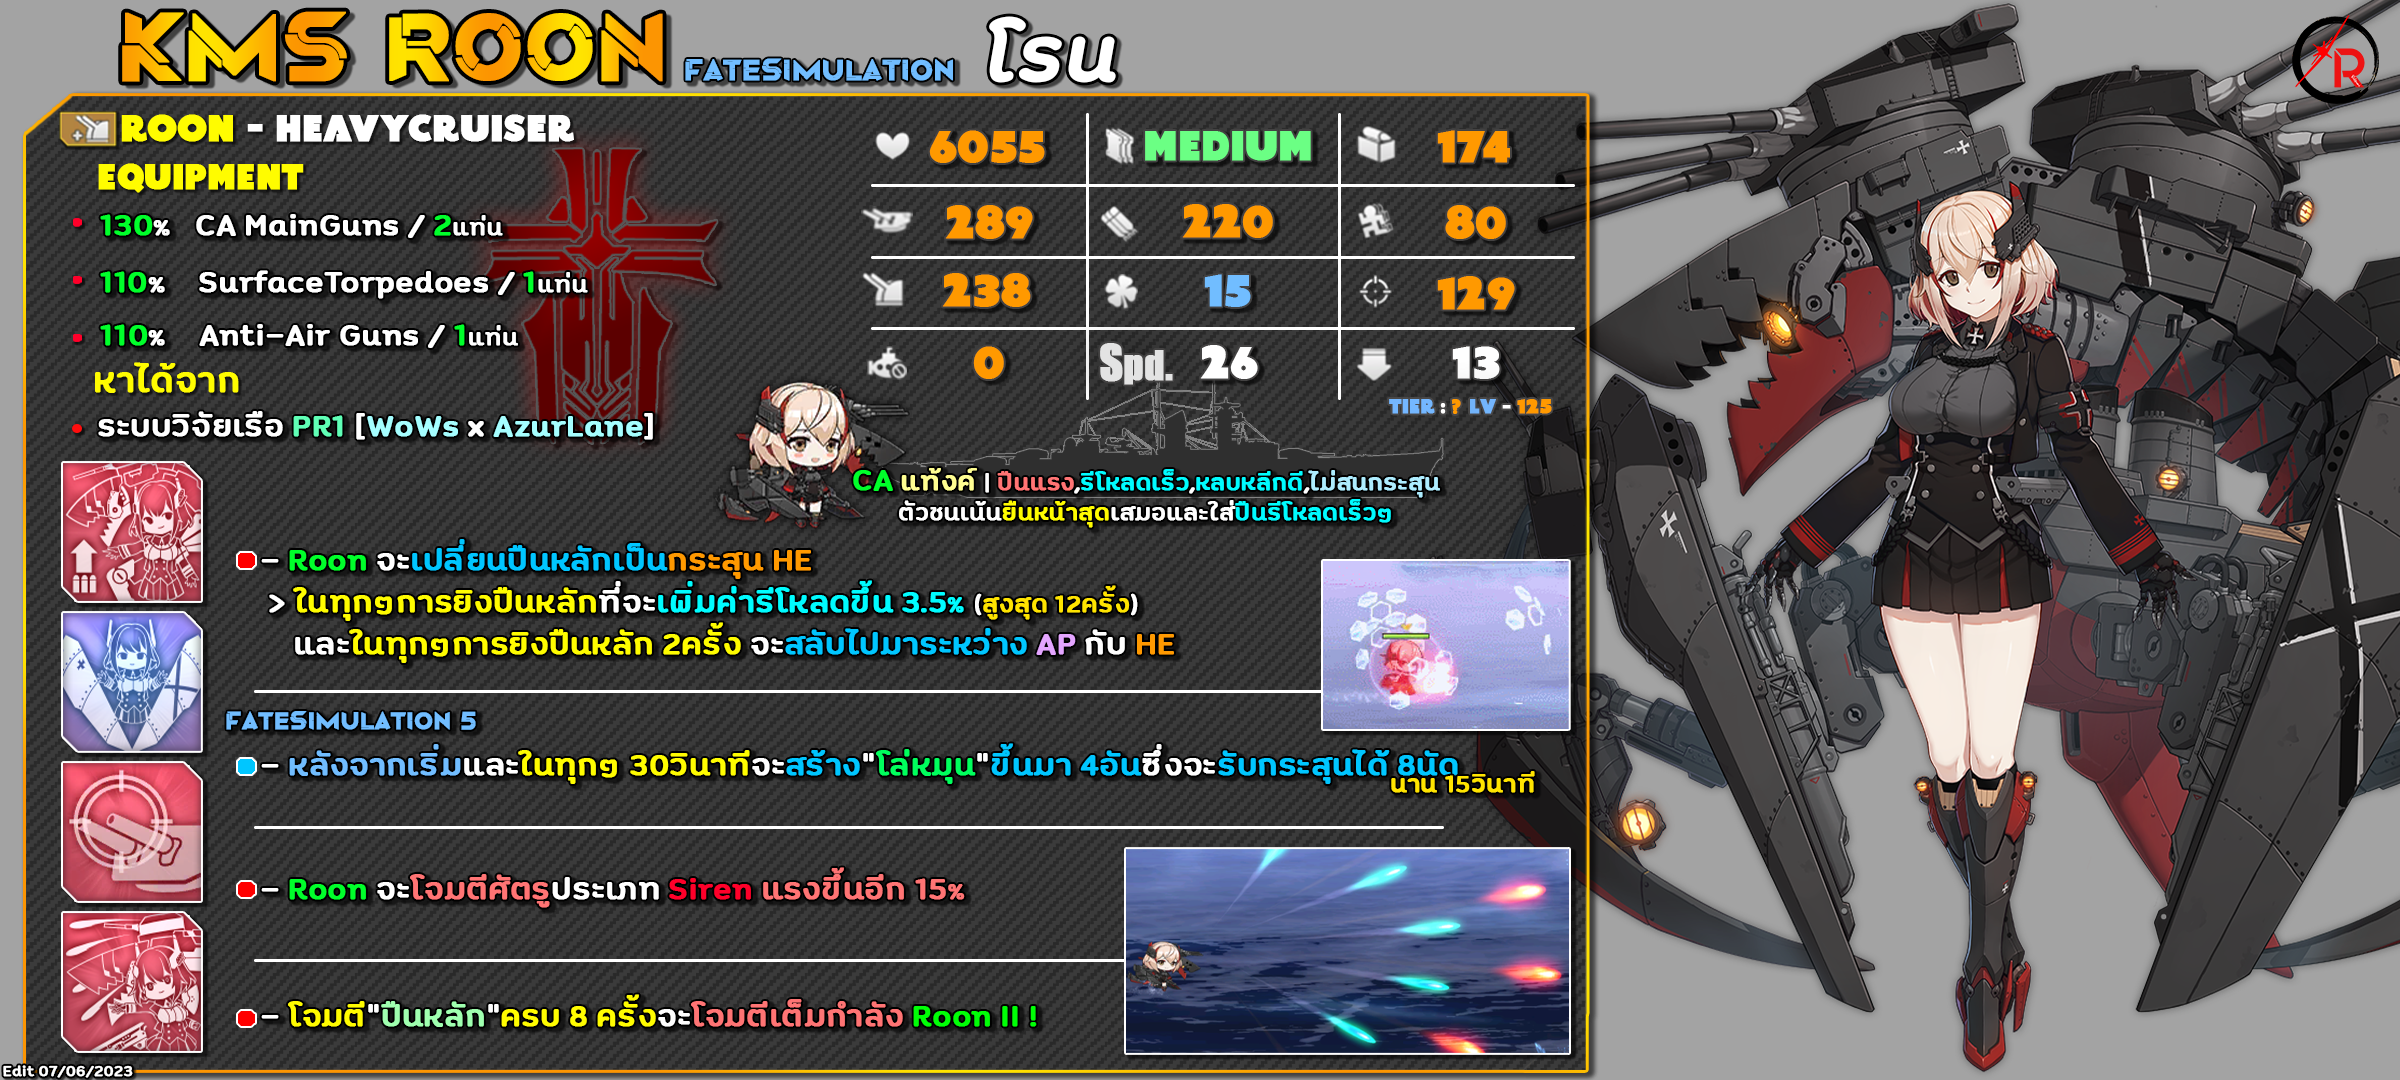 KMS ROON FATESIMULATION โรน
R
ROON - HEAVYCRUISER
EQUIPMENT
130% CA MainGuns / 2แท่น
110% SurfaceTorpedoes / 1แท่น
110% Anti-Air Guns / 1แท่น
หาได้จาก
ระบบวิจัยเรือ PR1 [WoWs x AzurLane]
6055 MEDIUM 174
289 220 80
238 15 129
0 Spd. 26 13
TIER : ? LV - 125
CA แท้งค์ | ปืนแรง,รีโหลดเร็ว,หลบหลีกดี,ไม่สนกระสุน
ตัวชนเน้นยืนหน้าสุดเสมอและใส่ปืนรีโหลดเร็วๆ
- Roon จะเปลี่ยนปืนหลักเป็นกระสุน HE
> ในทุกๆการยิงปืนหลักที่จะเพิ่มค่ารีโหลดขึ้น 3.5% (สูงสุด 12ครั้ง)
และในทุกๆการยิงปืนหลัก 2ครั้ง จะสลับไปมาระหว่าง AP กับ HE
FATESIMULATION 5
- หลังจากเริ่มและในทุกๆ 30วินาทีจะสร้าง"โล่หมุน"ขึ้นมา 4อันซึ่งจะรับกระสุนได้ 8นัด
นาน 15วินาที
- Roon จะโจมตีศัตรูประเภท Siren แรงขึ้นอีก 15%
- โจมตี"ปืนหลัก"ครบ 8 ครั้งจะโจมตีเต็มกำลัง Roon II !
Edit 07/06/2023